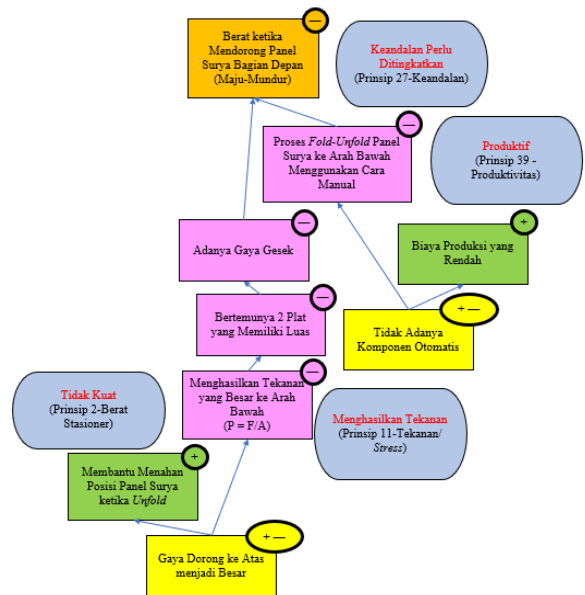 —
Berat ketika
Mendorong Panel
Surya Bagian Depan
(Maju-Mundur)
Keandalan Perlu
Ditingkatkan
(Prinsip 27-Keandalan)
—
Proses Fold-Unfold Panel
Surya ke Arah Bawah
Menggunakan Cara
Manual
Produktif
(Prinsip 39 -
Produktivitas)
—
Adanya Gaya Gesek
+
Biaya Produksi yang
Rendah
—
Bertemunya 2 Plat
yang Memiliki Luas
+ —
Tidak Adanya
Komponen Otomatis
—
Menghasilkan Tekanan
yang Besar ke Arah
Bawah
(P = F/A)
Tidak Kuat
(Prinsip 2-Berat
Stasioner)
Menghasilkan Tekanan
(Prinsip 11-Tekanan/
Stress)
+
Membantu Menahan
Posisi Panel Surya
ketika Unfold
+ —
Gaya Dorong ke Atas
menjadi Besar